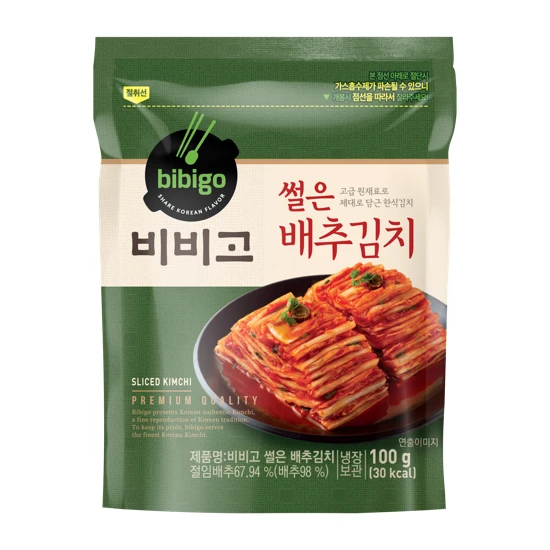 절취선
본 점선 아래로 절단시
가스흡수제가 파손될 수 있으니
개봉시 점선을 따라서 잘라주세요!
bibigo
SHARE KOREAN FLAVOR
비비고
썰은
고급 원재료로
제대로 담근 한식김치
배추김치
SLICED KIMCHI
PREMIUM QUALITY
Bibigo presents Korean authentic Kimchi,
a fine reproduction of Korean tradition.
To keep its pride, bibigo serves
the finest Korean Kimchi.
연출이미지
제품명:비비고 썰은 배추김치
절임배추67.94 %(배추98 %)
냉장
보관
100 g
(30 kcal)